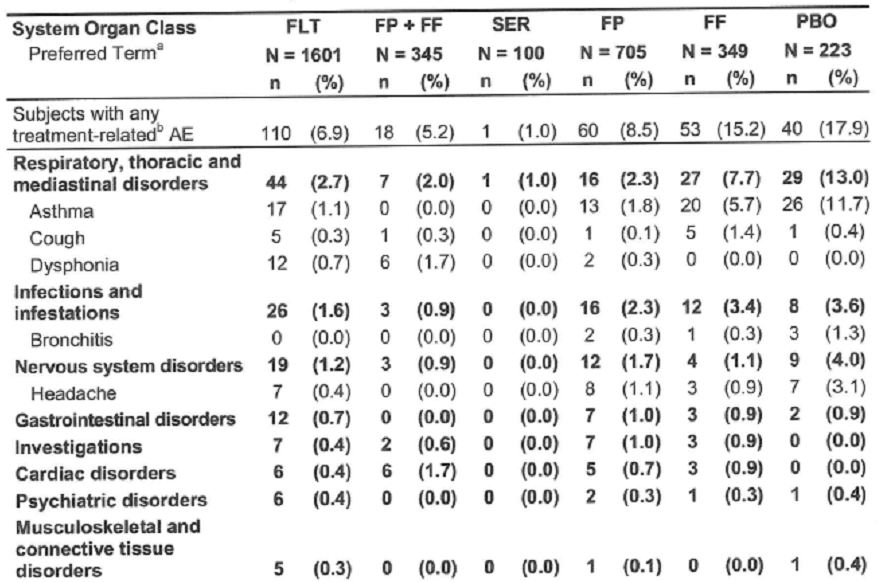 System Organ Class FLT FP + FF SER FP FF PBO
Preferred Termᵃ N = 1601 N = 345 N = 100 N = 705 N = 349 N = 223
n (%) n (%) n (%) n (%) n (%) n (%)
Subjects with any
treatment-relatedᵇ AE 110 (6.9) 18 (5.2) 1 (1.0) 60 (8.5) 53 (15.2) 40 (17.9)
Respiratory, thoracic and
mediastinal disorders 44 (2.7) 7 (2.0) 1 (1.0) 16 (2.3) 27 (7.7) 29 (13.0)
Asthma 17 (1.1) 0 (0.0) 0 (0.0) 13 (1.8) 20 (5.7) 26 (11.7)
Cough 5 (0.3) 1 (0.3) 0 (0.0) 1 (0.1) 5 (1.4) 1 (0.4)
Dysphonia 12 (0.7) 6 (1.7) 0 (0.0) 2 (0.3) 0 (0.0) 0 (0.0)
Infections and
infestations 26 (1.6) 3 (0.9) 0 (0.0) 16 (2.3) 12 (3.4) 8 (3.6)
Bronchitis 0 (0.0) 0 (0.0) 0 (0.0) 2 (0.3) 1 (0.3) 3 (1.3)
Nervous system disorders 19 (1.2) 3 (0.9) 0 (0.0) 12 (1.7) 4 (1.1) 9 (4.0)
Headache 7 (0.4) 0 (0.0) 0 (0.0) 8 (1.1) 3 (0.9) 7 (3.1)
Gastrointestinal disorders 12 (0.7) 0 (0.0) 0 (0.0) 7 (1.0) 3 (0.9) 2 (0.9)
Investigations 7 (0.4) 2 (0.6) 0 (0.0) 7 (1.0) 3 (0.9) 0 (0.0)
Cardiac disorders 6 (0.4) 6 (1.7) 0 (0.0) 5 (0.7) 3 (0.9) 0 (0.0)
Psychiatric disorders 6 (0.4) 0 (0.0) 0 (0.0) 2 (0.3) 1 (0.3) 1 (0.4)
Musculoskeletal and
connective tissue
disorders 5 (0.3) 0 (0.0) 0 (0.0) 1 (0.1) 0 (0.0) 1 (0.4)